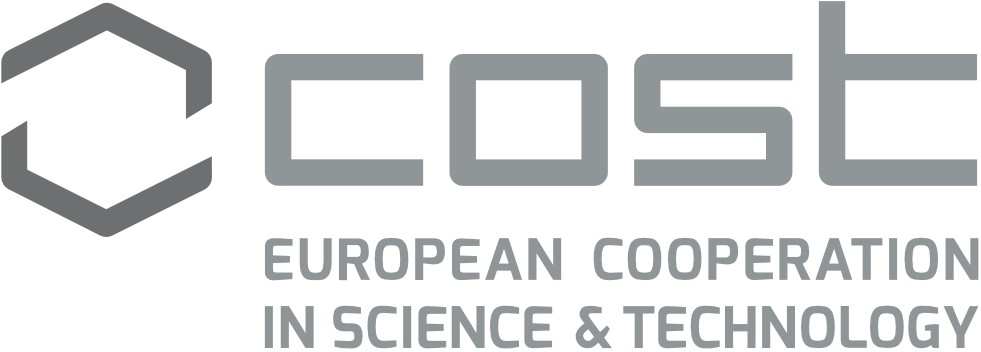 cost
EUROPEAN COOPERATION
IN SCIENCE & TECHNOLOGY